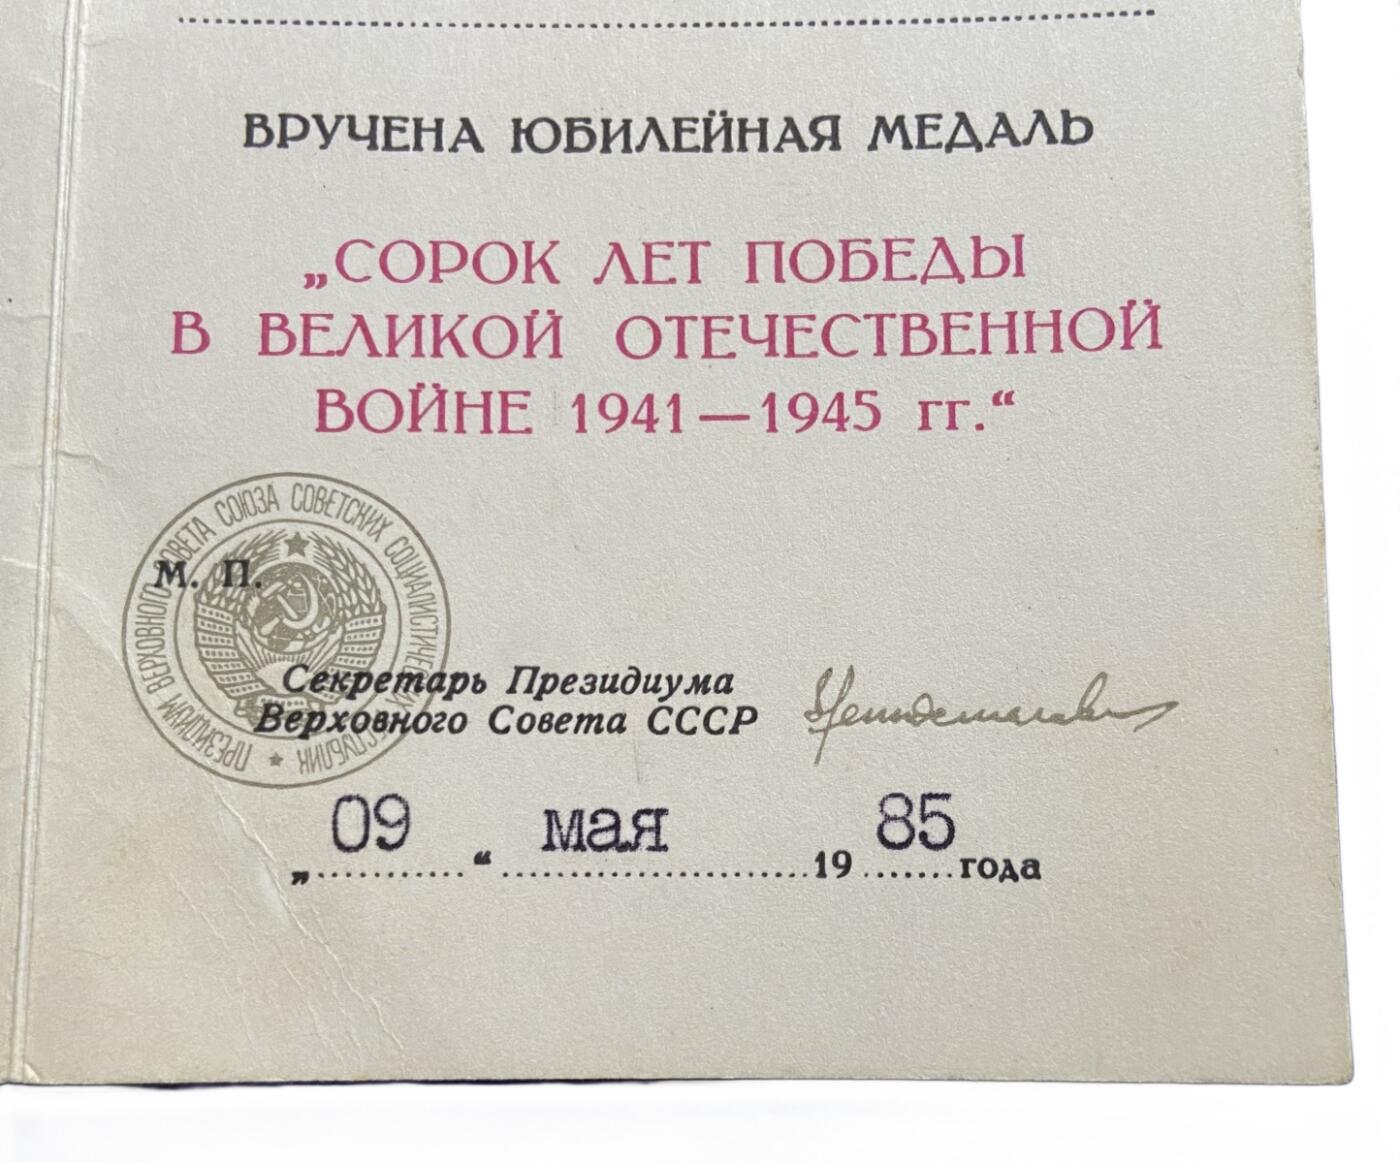 ВРУЧЕНА ЮБИЛЕЙНАЯ МЕДАЛЬ
„СОРОК ЛЕТ ПОБЕДЫ
В ВЕЛИКОЙ ОТЕЧЕСТВЕННОЙ
ВОЙНЕ 1941—1945 гг.“
ПРЕЗИДИУМ ВЕРХОВНОГО СОВЕТА СОЮЗА СОВЕТСКИХ СОЦИАЛИСТИЧЕСКИХ РЕСПУБЛИК
М. П.
Секретарь Президиума
Верховного Совета СССР
„09“ мая 1985 года